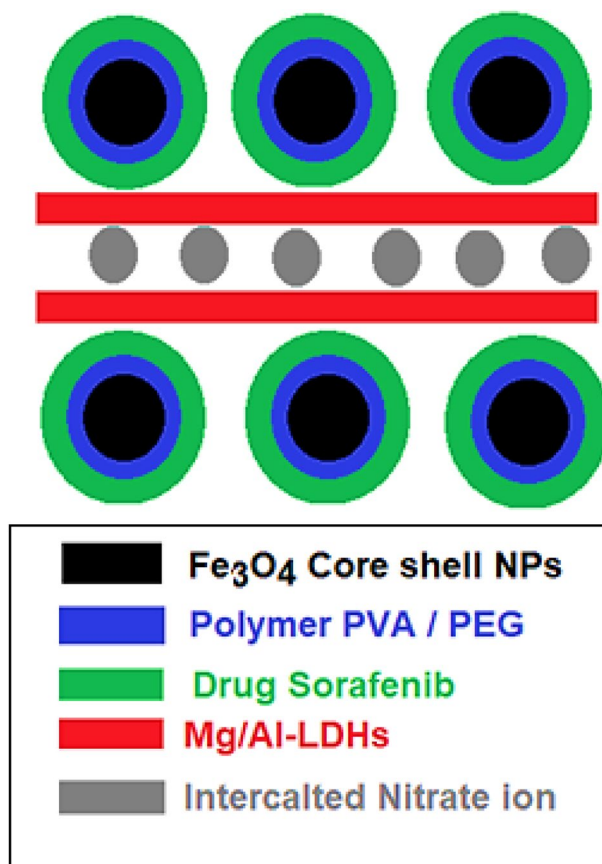 Fe3O4 Core shell NPs
Polymer PVA / PEG
Drug Sorafenib
Mg/Al-LDHs
Intercalted Nitrate ion